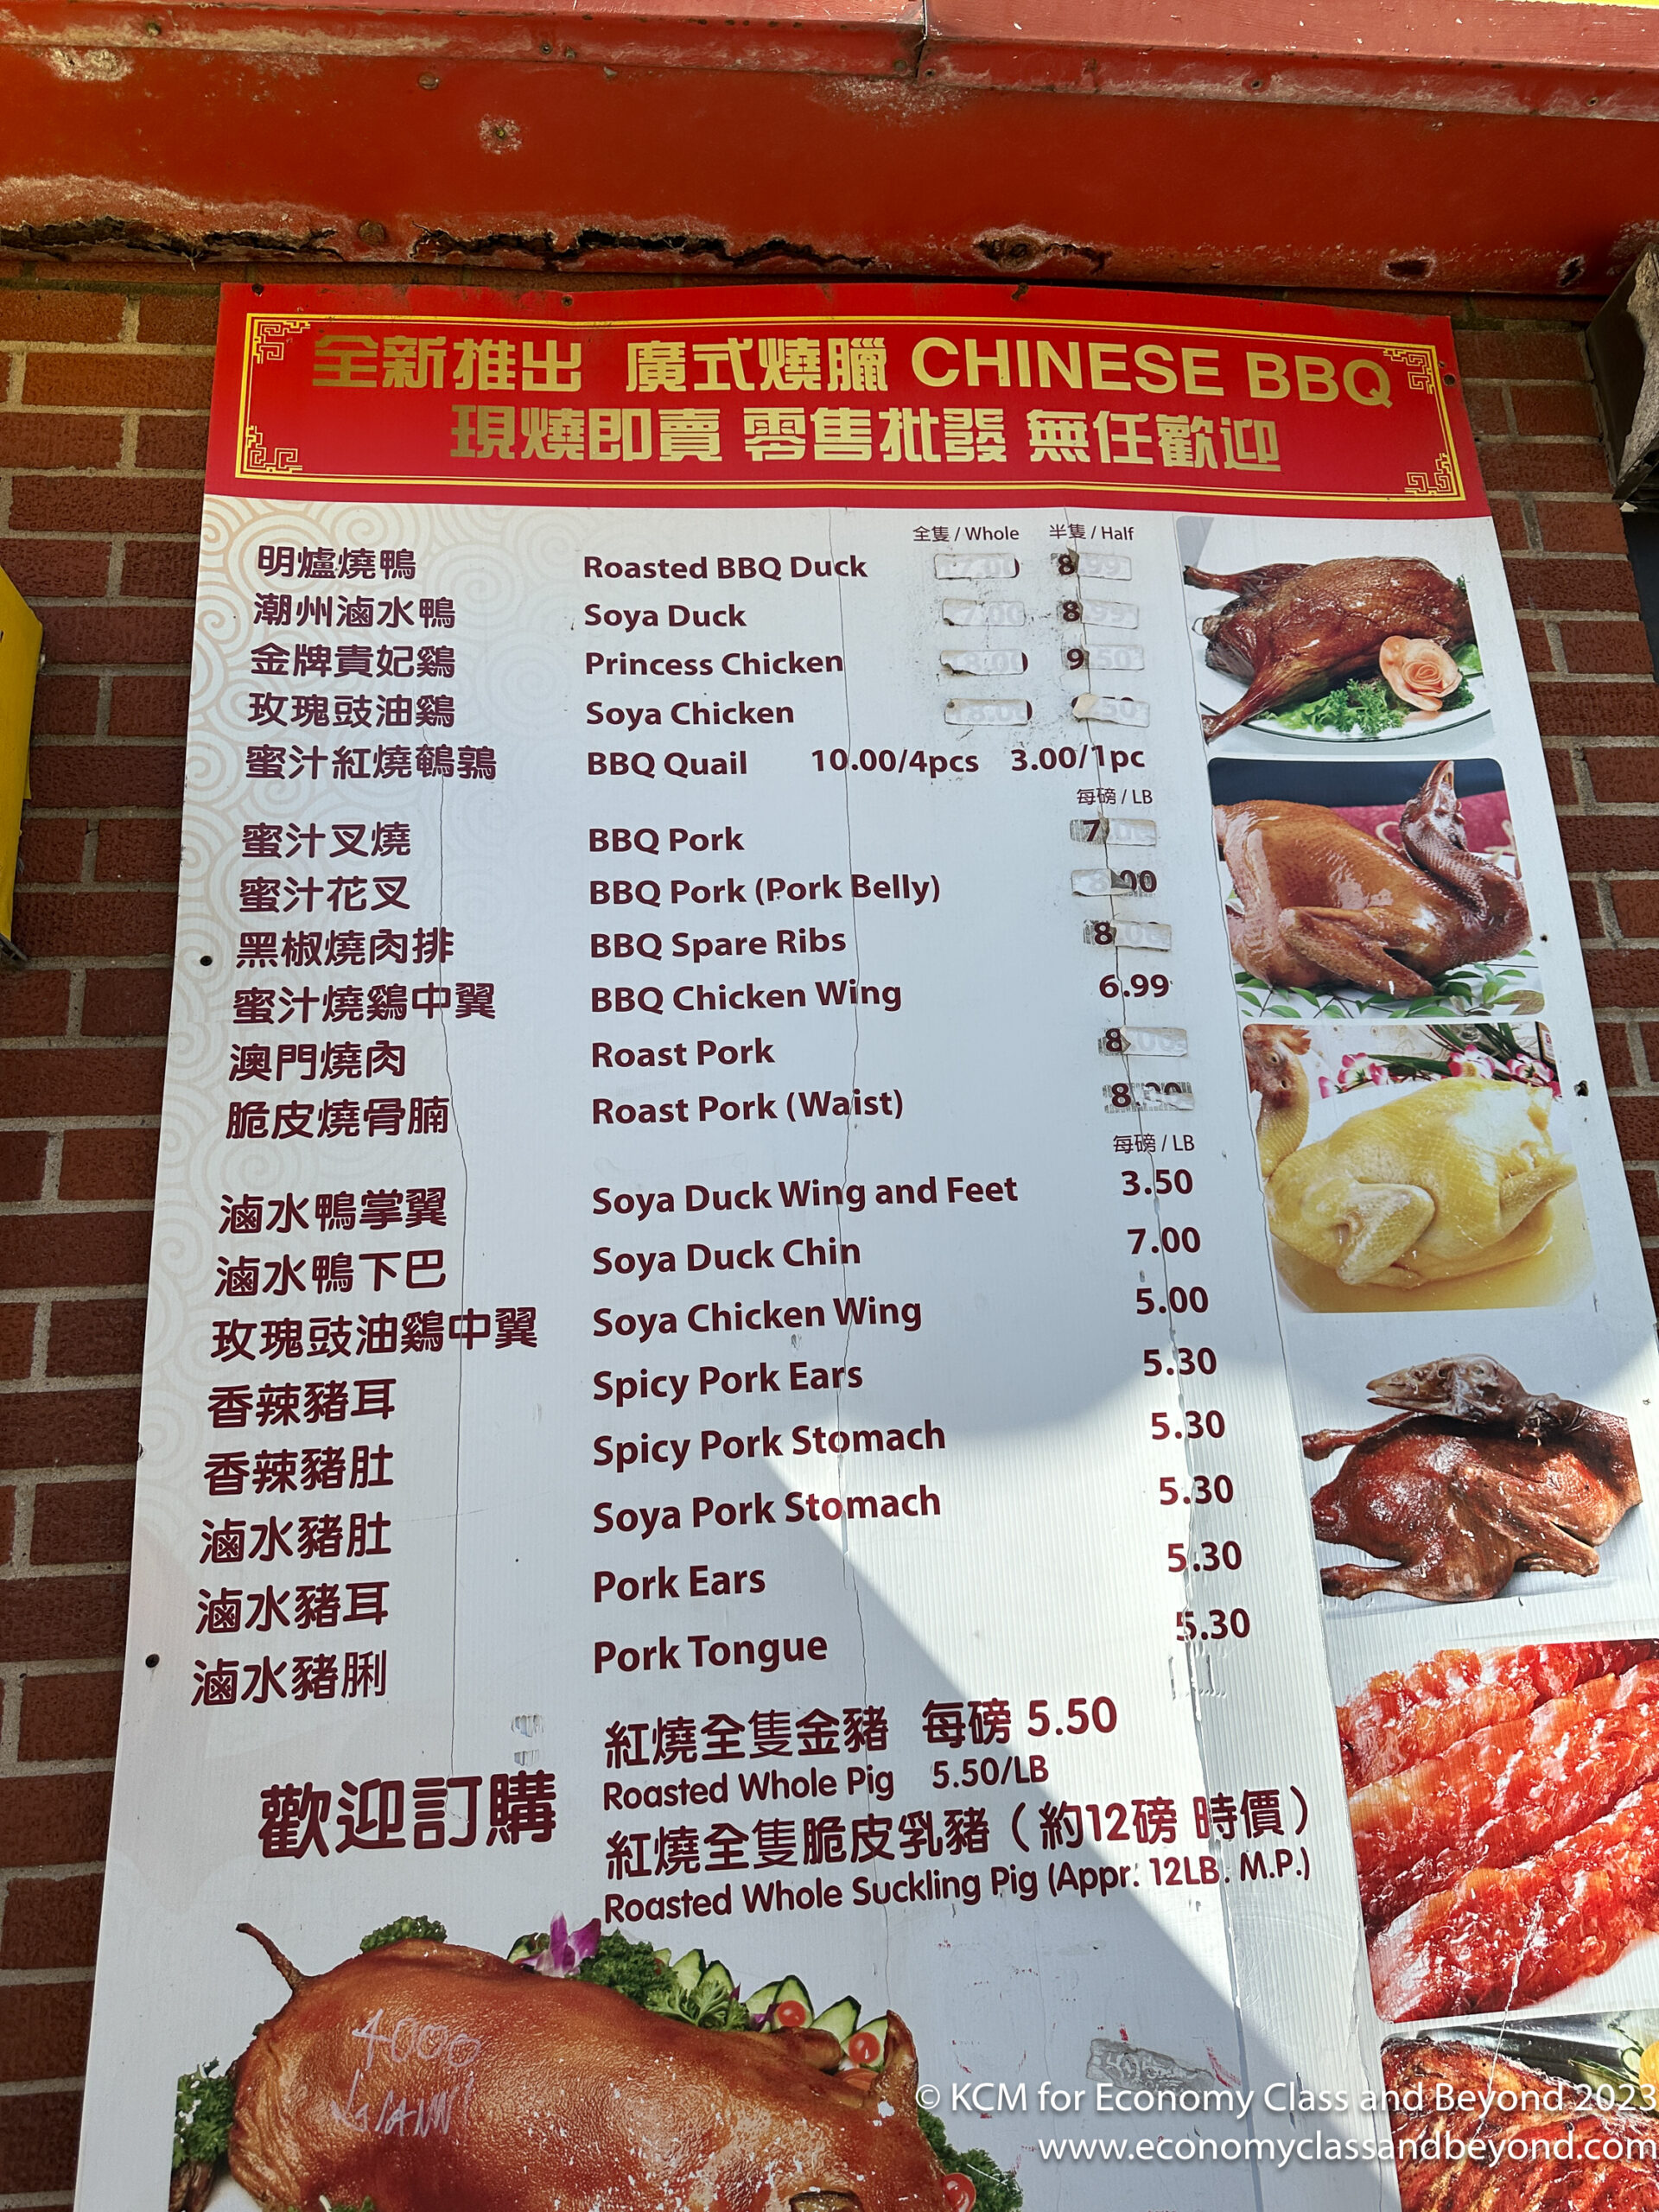 全新推出 廣式燒臘 CHINESE BBQ
現燒即賣 零售批發 無任歡迎
全隻 / Whole 半隻 / Half
明爐燒鴨 Roasted BBQ Duck
潮州滷水鴨 Soya Duck
金牌貴妃鷄 Princess Chicken
玫瑰豉油鷄 Soya Chicken
蜜汁紅燒鵪鶉 BBQ Quail 10.00/4pcs 3.00/1pc
每磅 / LB
蜜汁叉燒 BBQ Pork
蜜汁花叉 BBQ Pork (Pork Belly)
黑椒燒肉排 BBQ Spare Ribs
蜜汁燒鷄中翼 BBQ Chicken Wing 6.99
澳門燒肉 Roast Pork
脆皮燒骨腩 Roast Pork (Waist)
每磅 / LB
滷水鴨掌翼 Soya Duck Wing and Feet 3.50
滷水鴨下巴 Soya Duck Chin 7.00
玫瑰豉油鷄中翼 Soya Chicken Wing 5.00
香辣豬耳 Spicy Pork Ears 5.30
香辣豬肚 Spicy Pork Stomach 5.30
滷水豬肚 Soya Pork Stomach 5.30
滷水豬耳 Pork Ears 5.30
滷水豬脷 Pork Tongue 5.30
歡迎訂購
紅燒全隻金豬 每磅 5.50
Roasted Whole Pig 5.50/LB
紅燒全隻脆皮乳豬（約12磅 時價）
Roasted Whole Suckling Pig (Appr. 12LB. M.P.)
© KCM for Economy Class and Beyond 2023
www.economyclassandbeyond.com